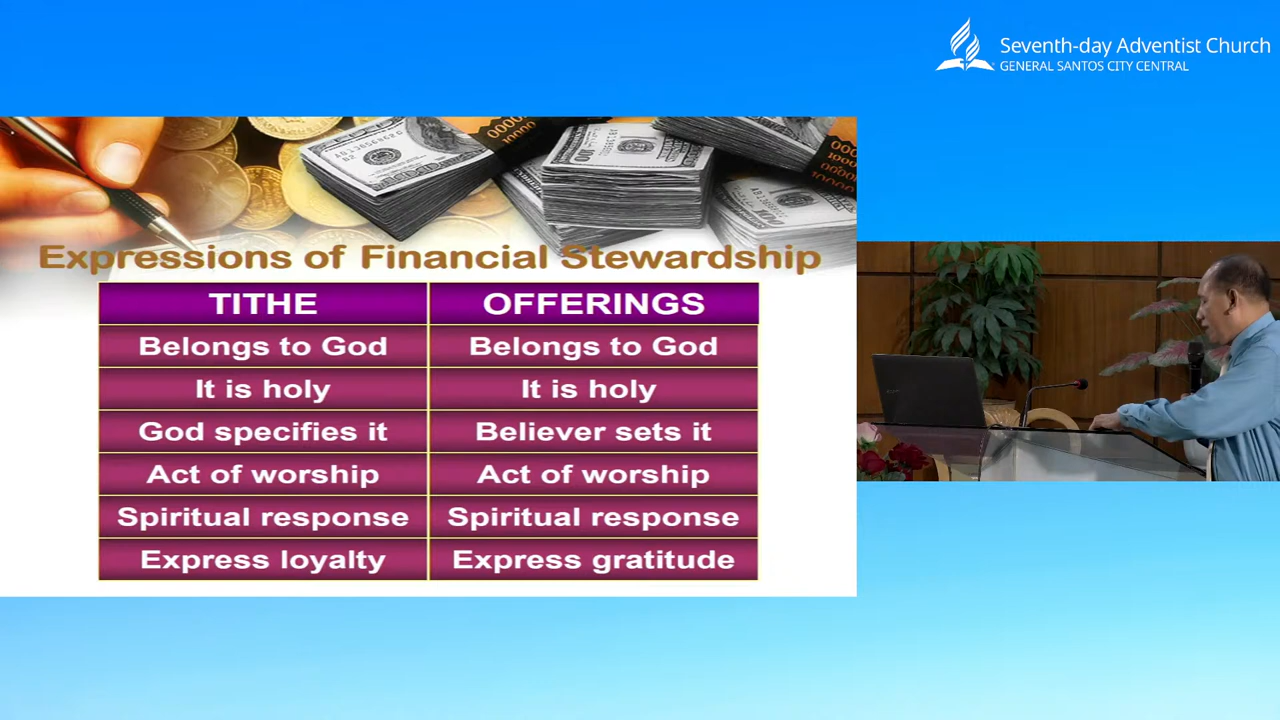 Seventh-day Adventist Church
GENERAL SANTOS CITY CENTRAL
Expressions of Financial Stewardship
TITHE OFFERINGS
Belongs to God Belongs to God
It is holy It is holy
God specifies it Believer sets it
Act of worship Act of worship
Spiritual response Spiritual response
Express loyalty Express gratitude